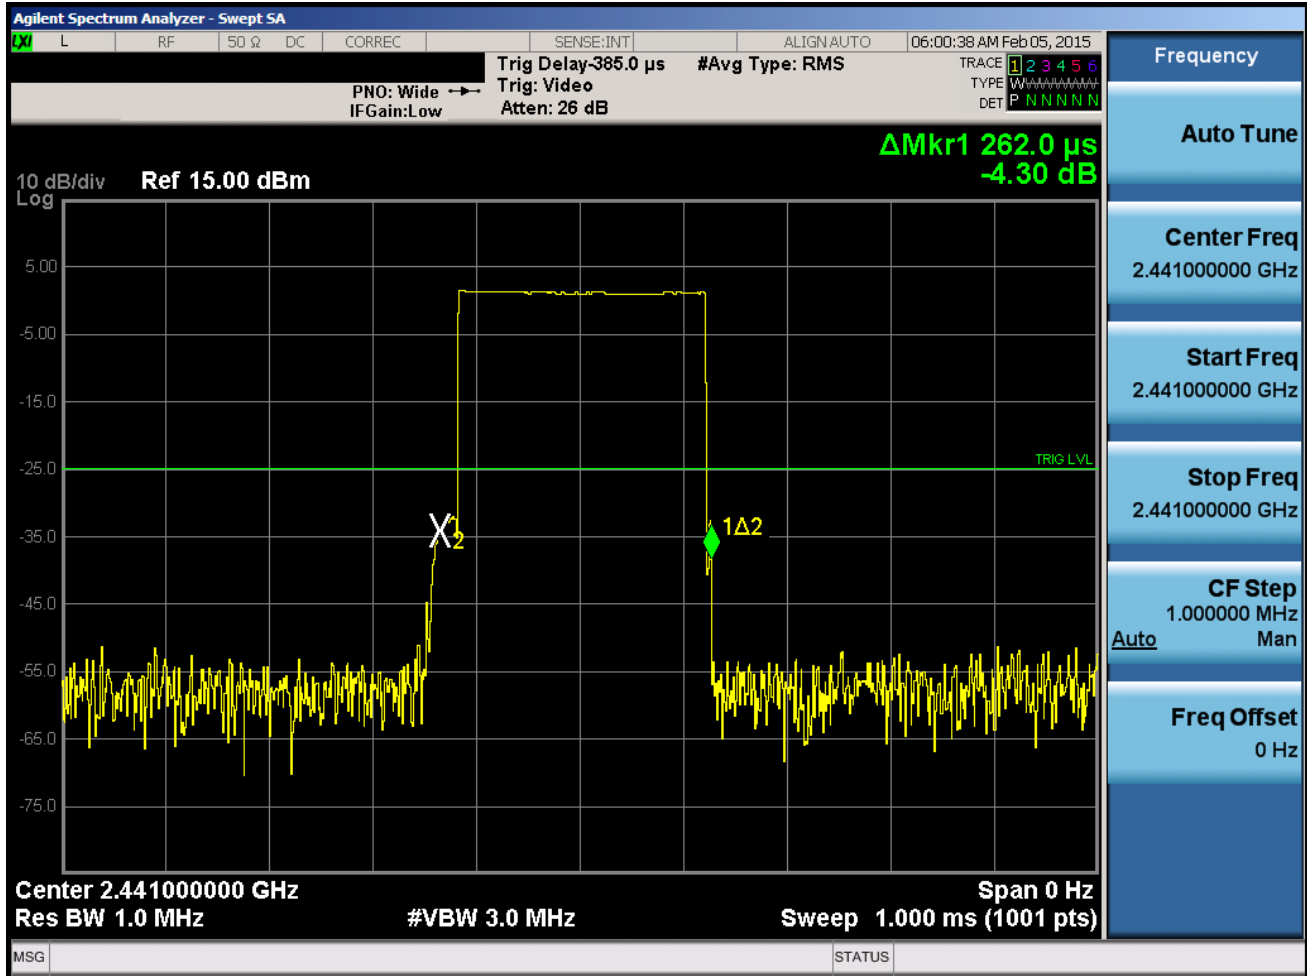 Agilent Spectrum Analyzer - Swept SA
LXI L RF 50 Ω DC CORREC SENSE:INT ALIGN AUTO 06:00:38 AM Feb 05, 2015
Trig Delay-385.0 µs #Avg Type: RMS TRACE 1 2 3 4 5 6
PNO: Wide Trig: Video TYPE WWWWWW
IFGain:Low Atten: 26 dB DET P N N N N N
ΔMkr1 262.0 µs
-4.30 dB
10 dB/div Ref 15.00 dBm
Log
5.00
-5.00
-15.0
TRIG LVL
-25.0
X2 1Δ2
-35.0
-45.0
-55.0
-65.0
-75.0
Center 2.441000000 GHz Span 0 Hz
Res BW 1.0 MHz #VBW 3.0 MHz Sweep 1.000 ms (1001 pts)
MSG STATUS
Frequency
Auto Tune
Center Freq
2.441000000 GHz
Start Freq
2.441000000 GHz
Stop Freq
2.441000000 GHz
CF Step
1.000000 MHz
Auto Man
Freq Offset
0 Hz